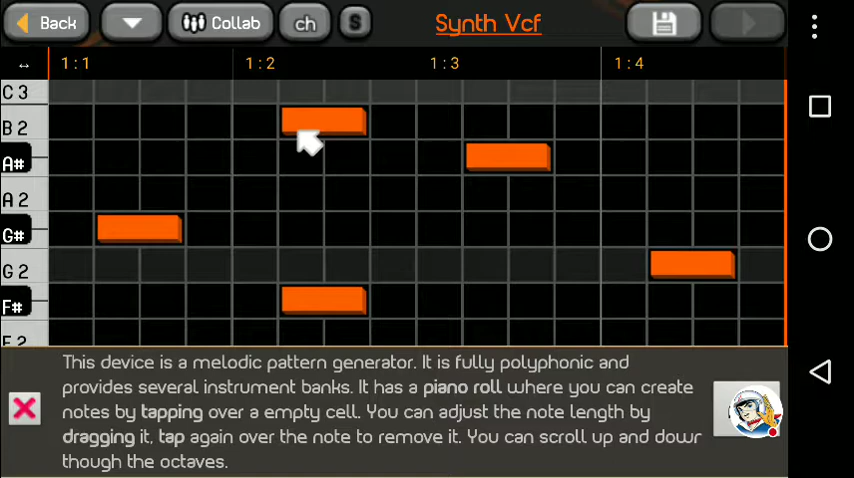 Back
Collab
ch
S
Synth Vcf
↔ 1:1 1:2 1:3 1:4
C 3
B 2
A#
A 2
G#
G 2
F#
This device is a melodic pattern generator. It is fully polyphonic and
provides several instrument banks. It has a piano roll where you can create
notes by tapping over a empty cell. You can adjust the note length by
dragging it, tap again over the note to remove it. You can scroll up and down
though the octaves.